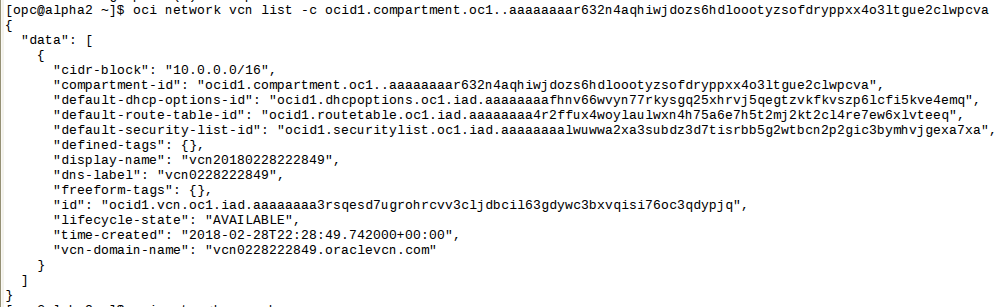 [opc@alpha2 ~]$ oci network vcn list -c ocid1.compartment.oc1..aaaaaaaar632n4aqhiwjdozs6hdloootyzsofdryppxx4o3ltgue2clwpcva
{
  "data": [
    {
      "cidr-block": "10.0.0.0/16",
      "compartment-id": "ocid1.compartment.oc1..aaaaaaaar632n4aqhiwjdozs6hdloootyzsofdryppxx4o3ltgue2clwpcva",
      "default-dhcp-options-id": "ocid1.dhcpoptions.oc1.iad.aaaaaaaafhnv66wvyn77rkysgq25xhrvj5qegtzvkfkvszp6lcfi5kve4emq",
      "default-route-table-id": "ocid1.routetable.oc1.iad.aaaaaaaa4r2ffux4woylaulwxn4h75a6e7h5t2mj2kt2cl4re7ew6xlvteeq",
      "default-security-list-id": "ocid1.securitylist.oc1.iad.aaaaaaaalwuwwa2xa3subdz3d7tisrbb5g2wtbcn2p2gic3bymhvjgexa7xa",
      "defined-tags": {},
      "display-name": "vcn20180228222849",
      "dns-label": "vcn0228222849",
      "freeform-tags": {},
      "id": "ocid1.vcn.oc1.iad.aaaaaaaa3rsqesd7ugrohrcvv3cljdbcil63gdywc3bxvqisi76oc3qdypjq",
      "lifecycle-state": "AVAILABLE",
      "time-created": "2018-02-28T22:28:49.742000+00:00",
      "vcn-domain-name": "vcn0228222849.oraclevcn.com"
    }
  ]
}